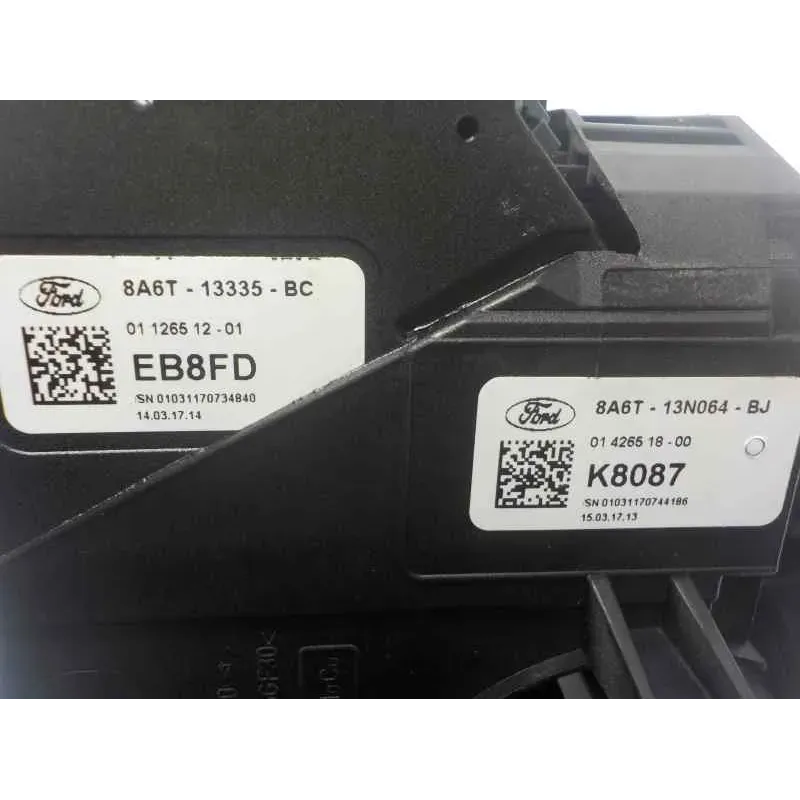 Ford
8A6T - 13335 - BC
01 1265 12 - 01
EB8FD
/SN 01031170734840
14.03.17.14
Ford
8A6T - 13N064 - BJ
01 4265 18 - 00
K8087
/SN 01031170744186
15.03.17.13